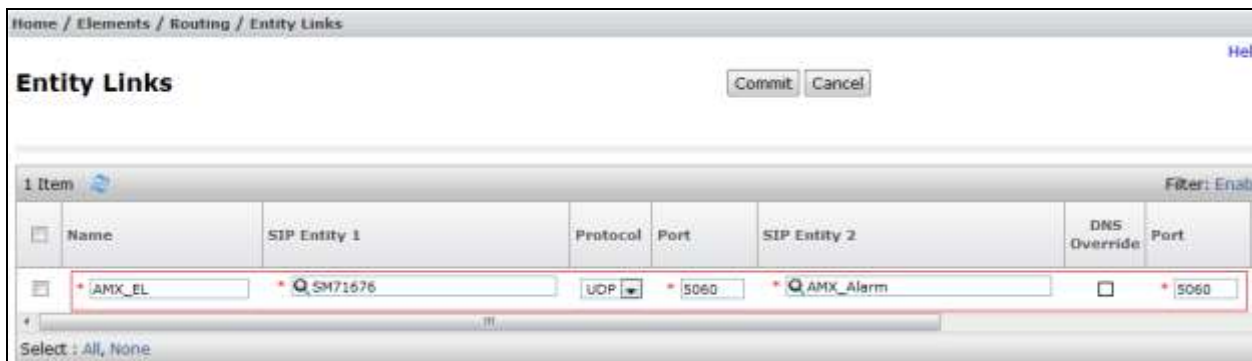 Home / Elements / Routing / Entity Links
Hel
Entity Links
Commit Cancel
1 Item Filter: Enab
Name SIP Entity 1 Protocol Port SIP Entity 2 DNS Override Port
* AMX_EL * SM71676 UDP * 5060 * AMX_Alarm * 5060
Select : All, None